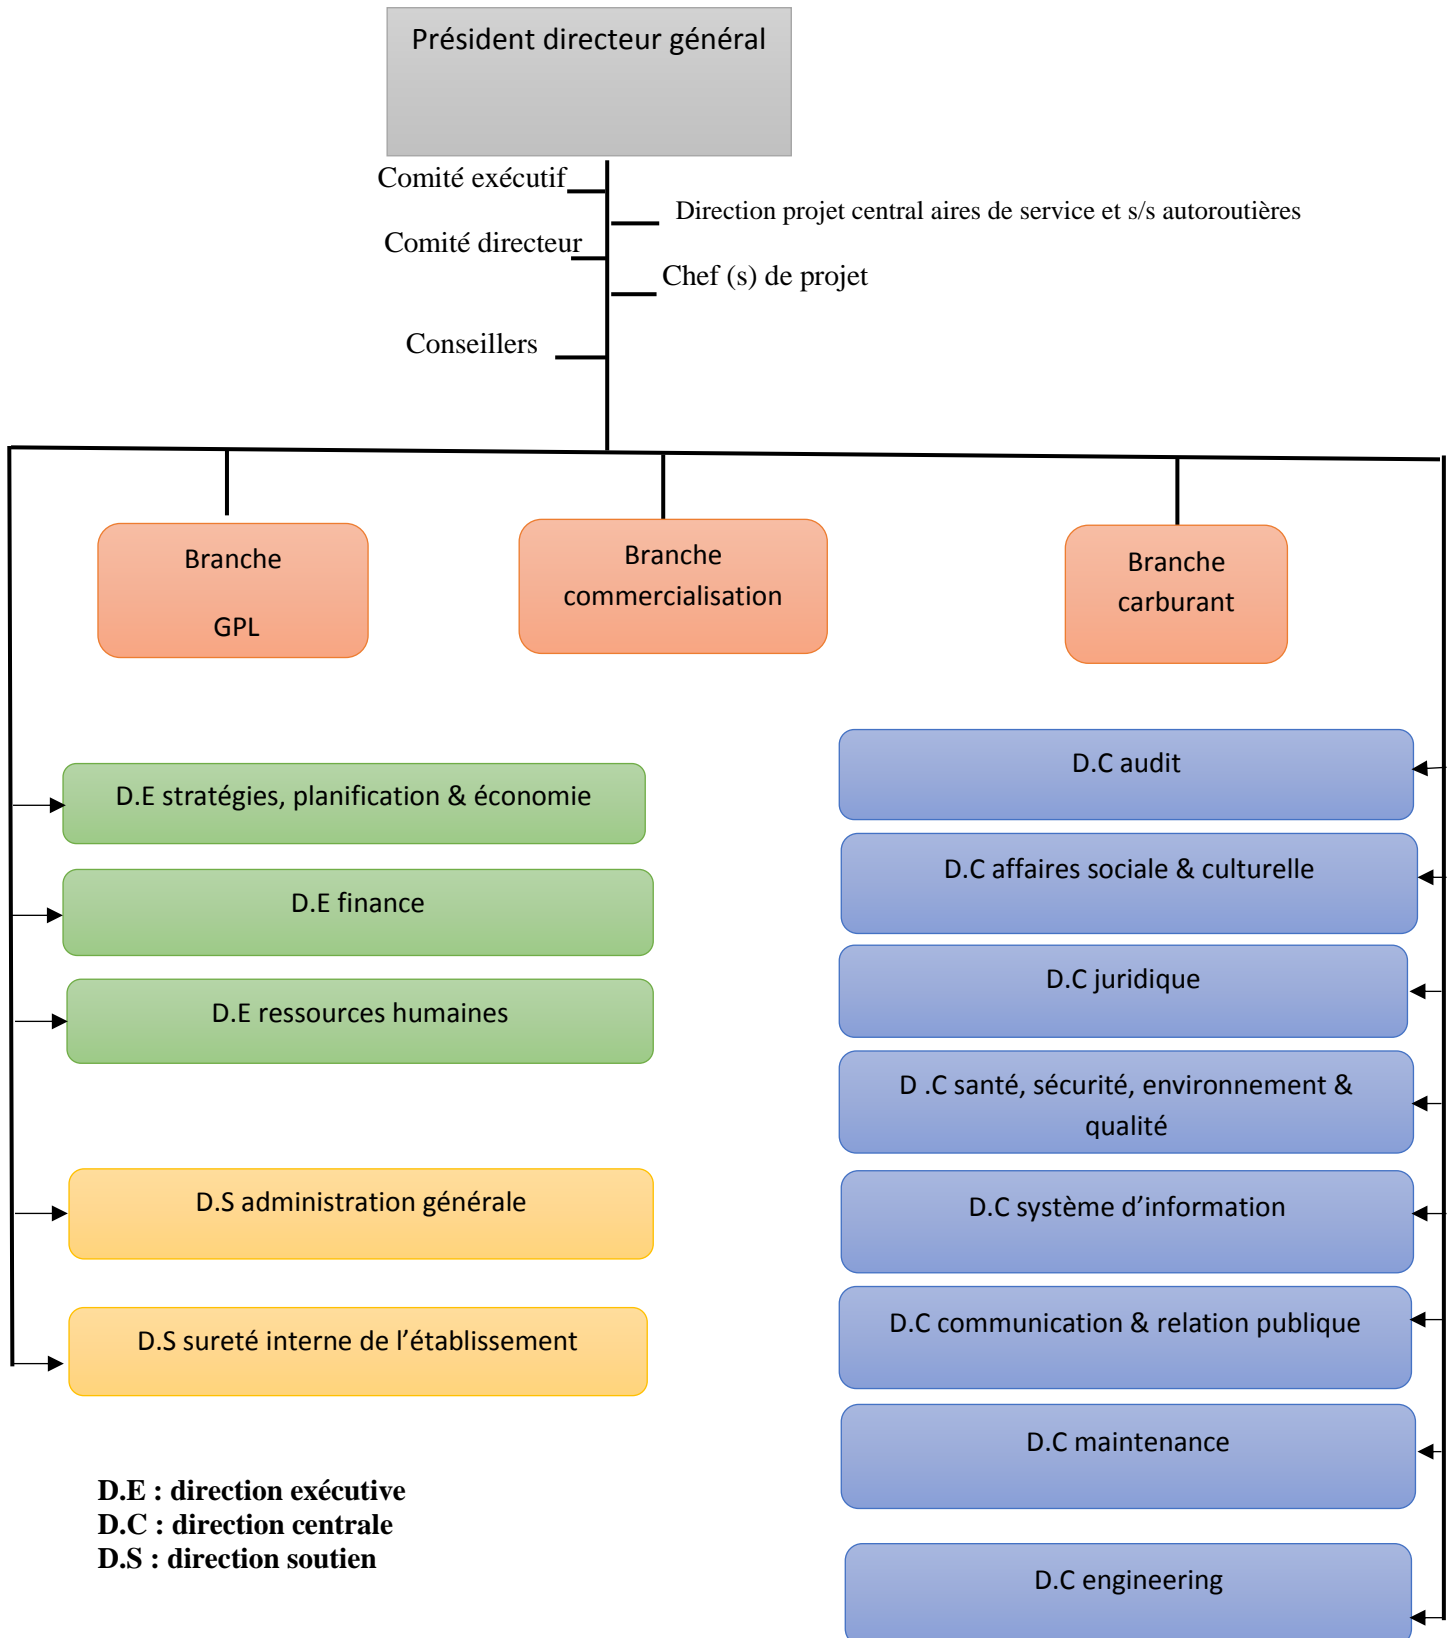 Président directeur général
Comité exécutif
Direction projet central aires de service et s/s autoroutières
Comité directeur
Chef (s) de projet
Conseillers
Branche
GPL
Branche
commercialisation
Branche
carburant
D.E stratégies, planification & économie
D.E finance
D.E ressources humaines
D.S administration générale
D.S sureté interne de l'établissement
D.C audit
D.C affaires sociale & culturelle
D.C juridique
D .C santé, sécurité, environnement &
qualité
D.C système d'information
D.C communication & relation publique
D.C maintenance
D.C engineering
D.E : direction exécutive
D.C : direction centrale
D.S : direction soutien